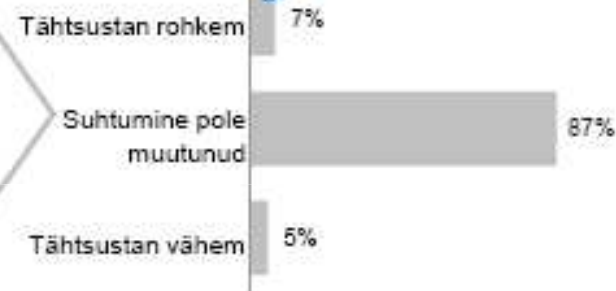 Tähtsustan rohkem 7%
Suhtumine pole
muutunud 87%
Tähtsustan vähem 5%